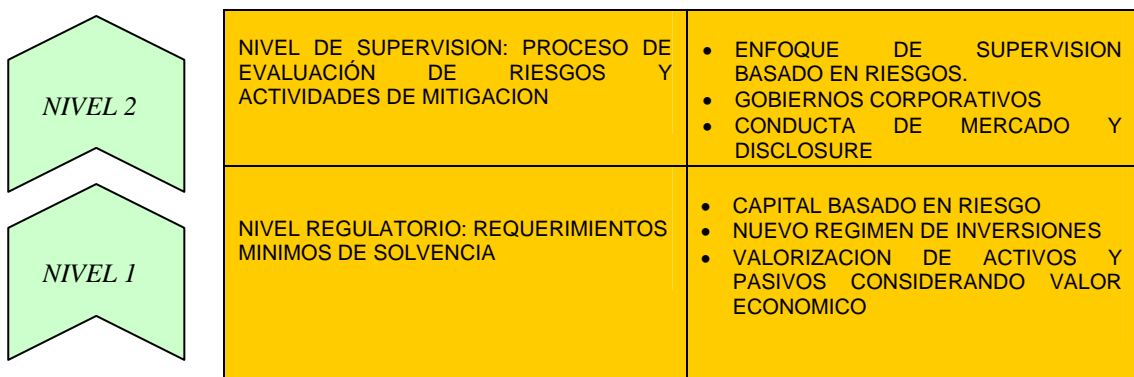 NIVEL 2
NIVEL DE SUPERVISION: PROCESO DE
EVALUACIÓN DE RIESGOS Y
ACTIVIDADES DE MITIGACION
• ENFOQUE DE SUPERVISION
BASADO EN RIESGOS.
• GOBIERNOS CORPORATIVOS
• CONDUCTA DE MERCADO Y
DISCLOSURE
NIVEL 1
NIVEL REGULATORIO: REQUERIMIENTOS
MINIMOS DE SOLVENCIA
• CAPITAL BASADO EN RIESGO
• NUEVO REGIMEN DE INVERSIONES
• VALORIZACION DE ACTIVOS Y
PASIVOS CONSIDERANDO VALOR
ECONOMICO